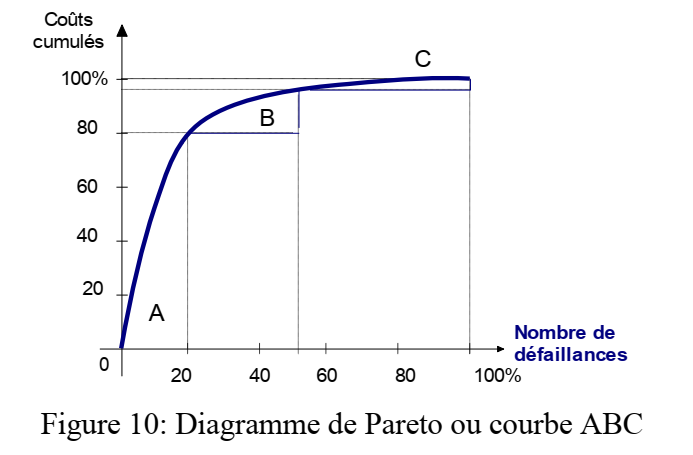 Coûts
cumulés
C
100%
B
80
60
40
20
A
Nombre de
défaillances
0
20
40
60
80
100%
Figure 10: Diagramme de Pareto ou courbe ABC